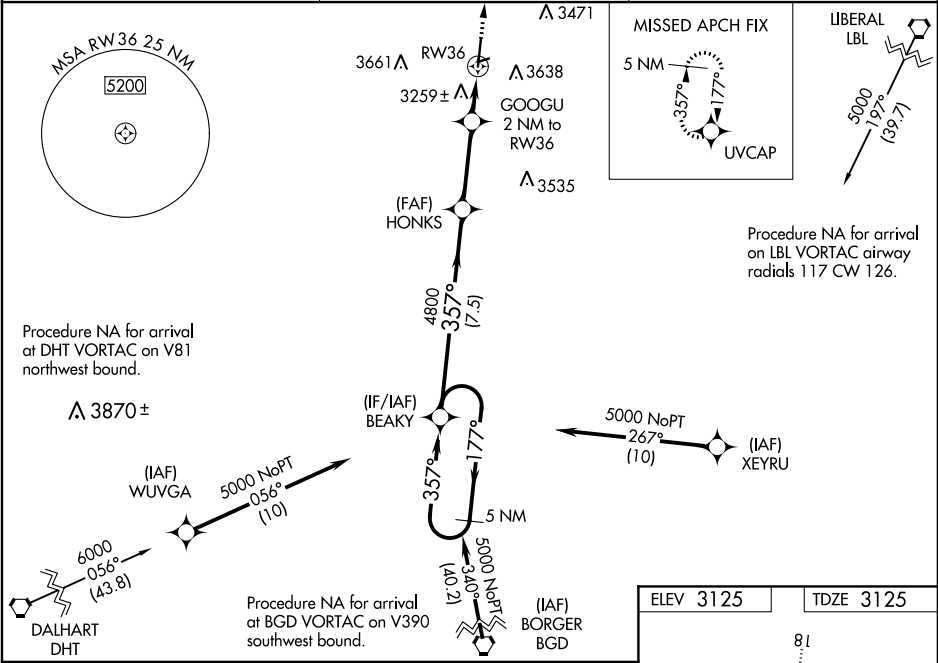 MSA RW36 25 NM
5200
3471
3661
RW36
3638
3259 ±
GOOGU
2 NM to
RW36
3535
MISSED APCH FIX
5 NM
357°
177°
UVCAP
LIBERAL
LBL
5000
197°
(39.7)
Procedure NA for arrival
on LBL VORTAC airway
radials 117 CW 126.
(FAF)
HONKS
4800
357°
(7.5)
Procedure NA for arrival
at DHT VORTAC on V81
northwest bound.
3870 ±
(IF/IAF)
BEAKY
357°
177°
5 NM
5000 NoPT
267°
(10)
(IAF)
XEYRU
(IAF)
WUVGA
5000 NoPT
056°
(10)
6000
056°
(43.8)
DALHART
DHT
5000 NoPT
340°
(40.2)
(IAF)
BORGER
BGD
Procedure NA for arrival
at BGD VORTAC on V390
southwest bound.
ELEV 3125
TDZE 3125
18